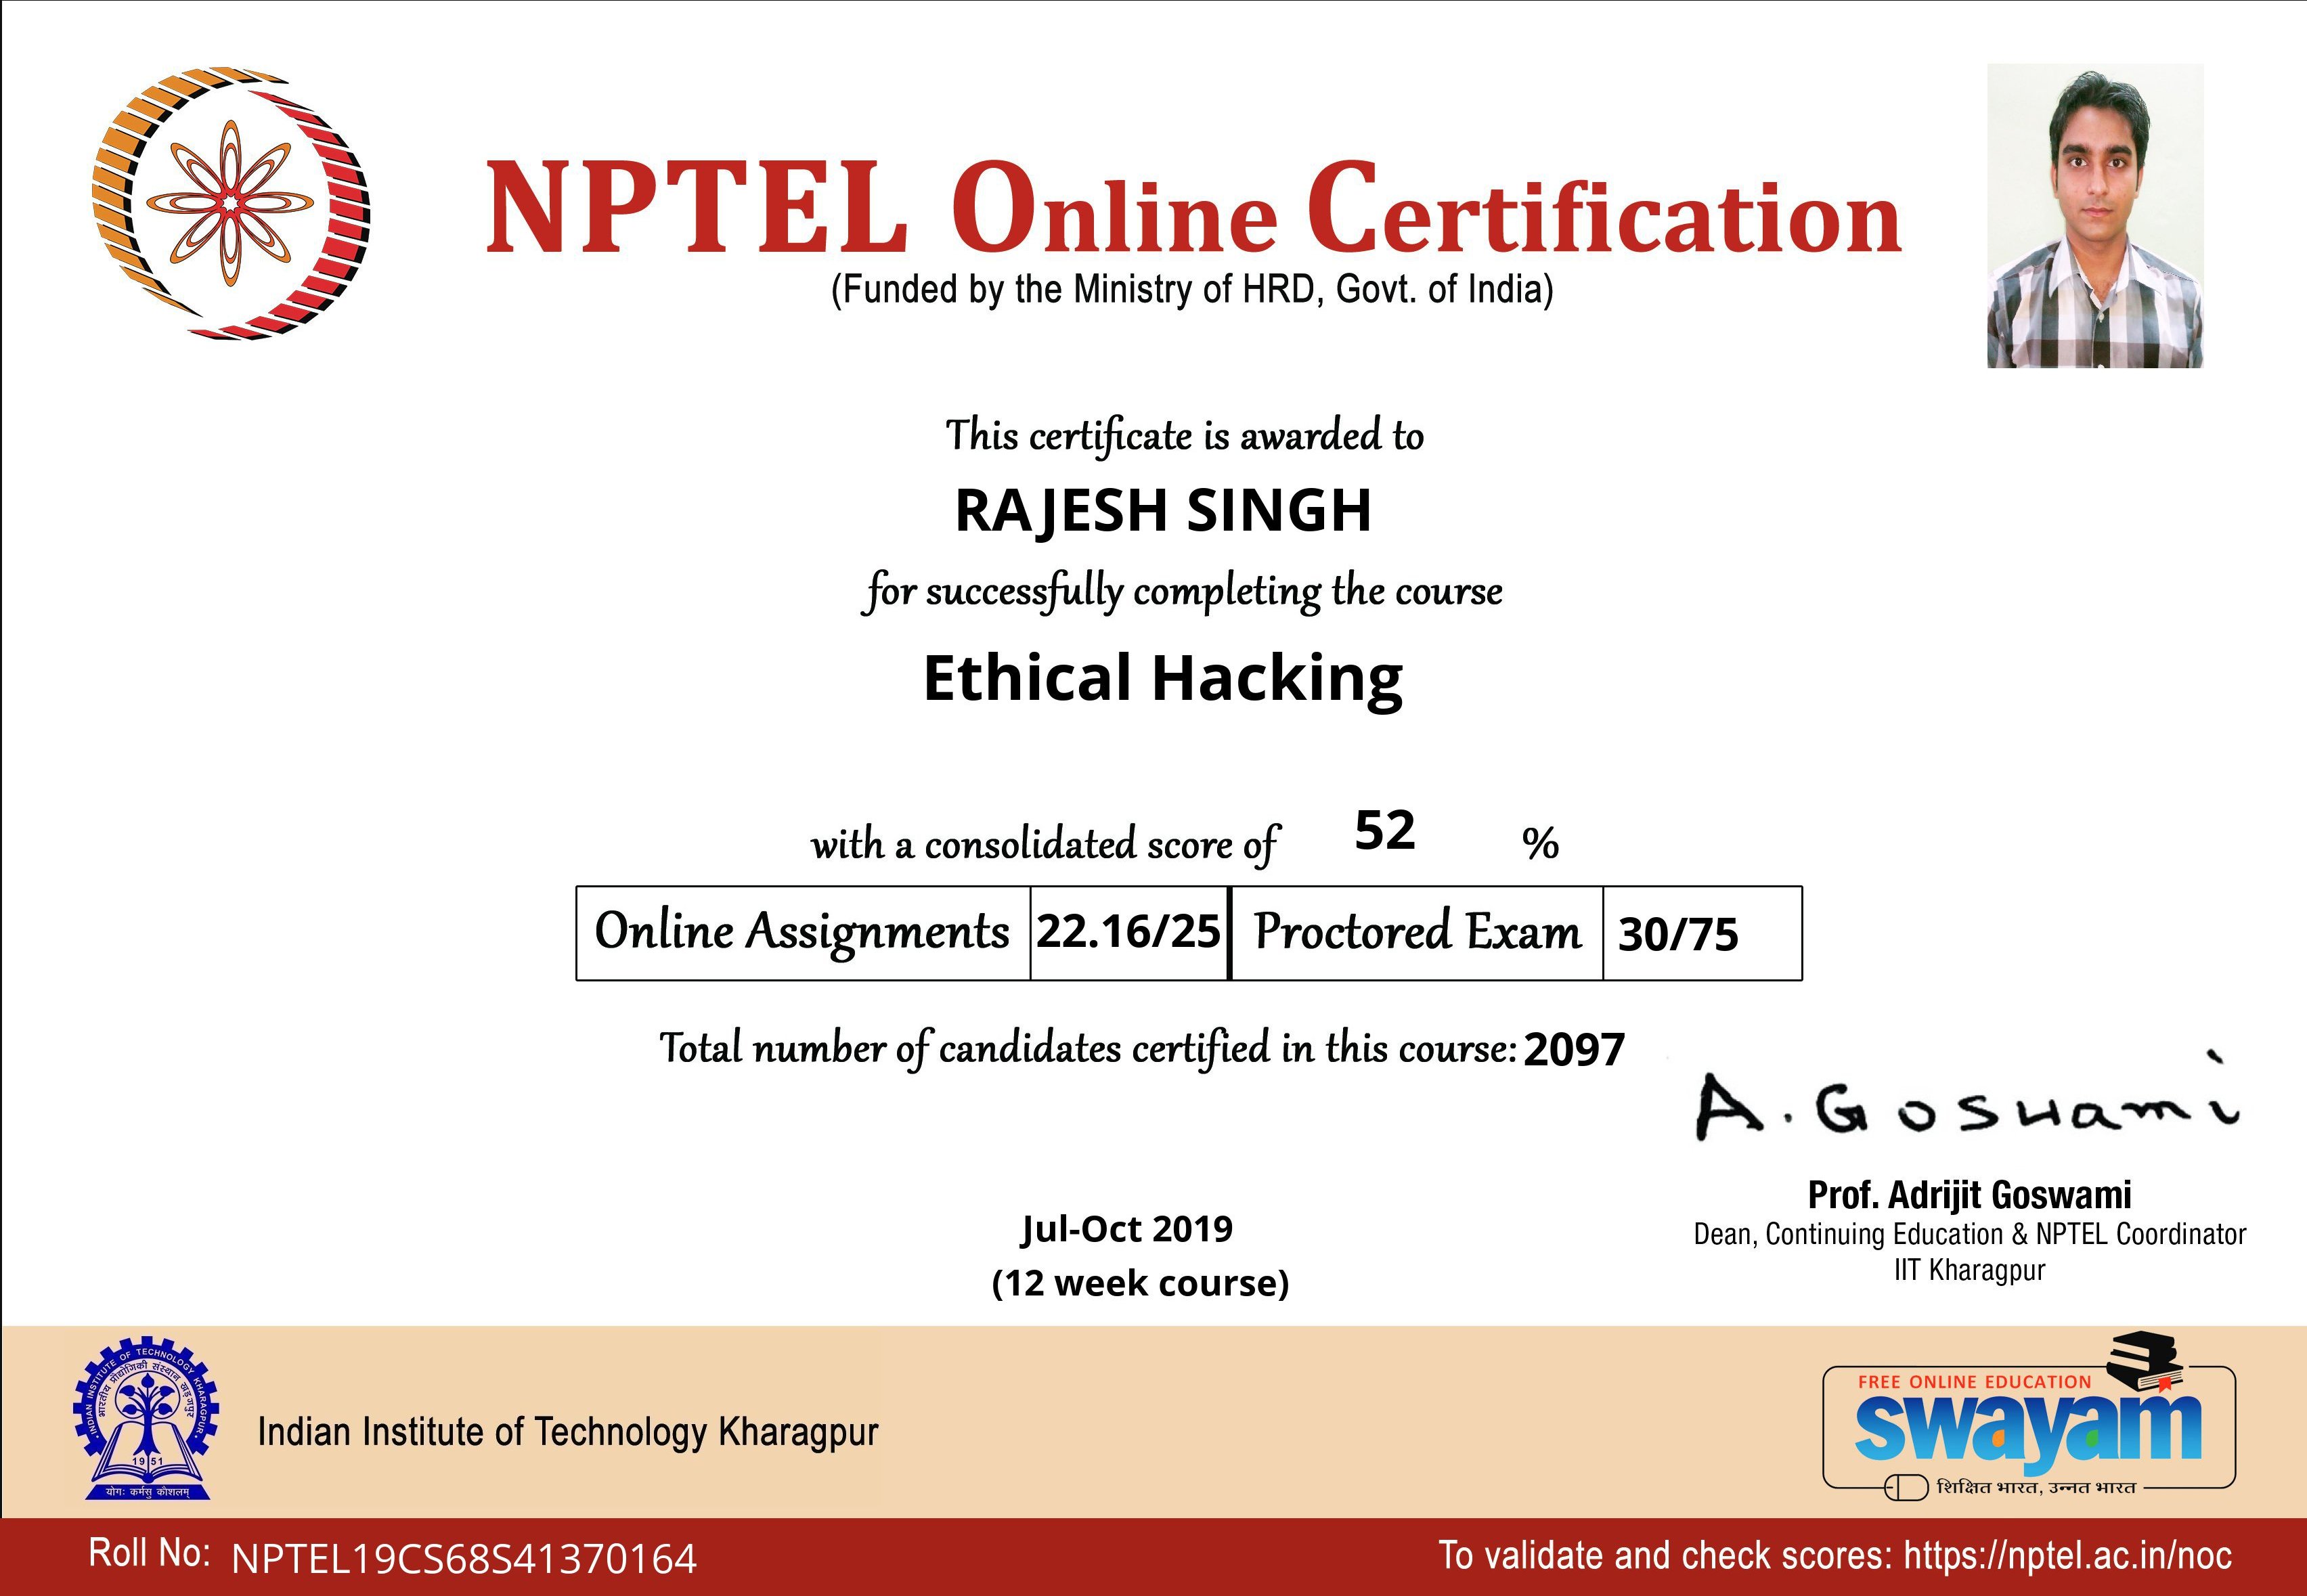 NPTEL Online Certification
(Funded by the Ministry of HRD, Govt. of India)
This certificate is awarded to
RAJESH SINGH
for successfully completing the course
Ethical Hacking
with a consolidated score of 52 %
Online Assignments 22.16/25 Proctored Exam 30/75
Total number of candidates certified in this course: 2097
A. Goswami
Prof. Adrijit Goswami
Dean, Continuing Education & NPTEL Coordinator
IIT Kharagpur
Jul-Oct 2019
(12 week course)
INDIAN INSTITUTE OF TECHNOLOGY KHARAGPUR
भारतीय प्रौद्योगिकी संस्थान खड़गपुर
1951
योगः कर्मसु कौशलम्
Indian Institute of Technology Kharagpur
FREE ONLINE EDUCATION
swayam
शिक्षित भारत, उन्नत भारत
Roll No: NPTEL19CS68S41370164
To validate and check scores: https://nptel.ac.in/noc